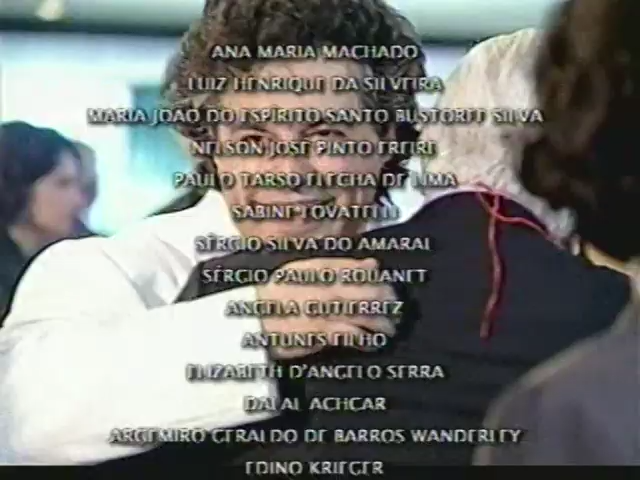 ANA MARIA MACHADO
LUIZ HENRIQUE DA SILVEIRA
MARIA JOÃO DO ESPÍRITO SANTO BUSTORFF SILVA
NELSON JOSÉ PINTO FREIRE
PAULO TARSO FLECHA DE LIMA
SABINE LOVATELLI
SÉRGIO SILVA DO AMARAL
SÉRGIO PAULO ROUANET
ANGELA GUTIERREZ
ANTUNES FILHO
ELIZABETH D'ANGELO SERRA
DALAL ACHCAR
ARGEMIRO GERALDO DE BARROS WANDERLEY
EDINO KRIEGER